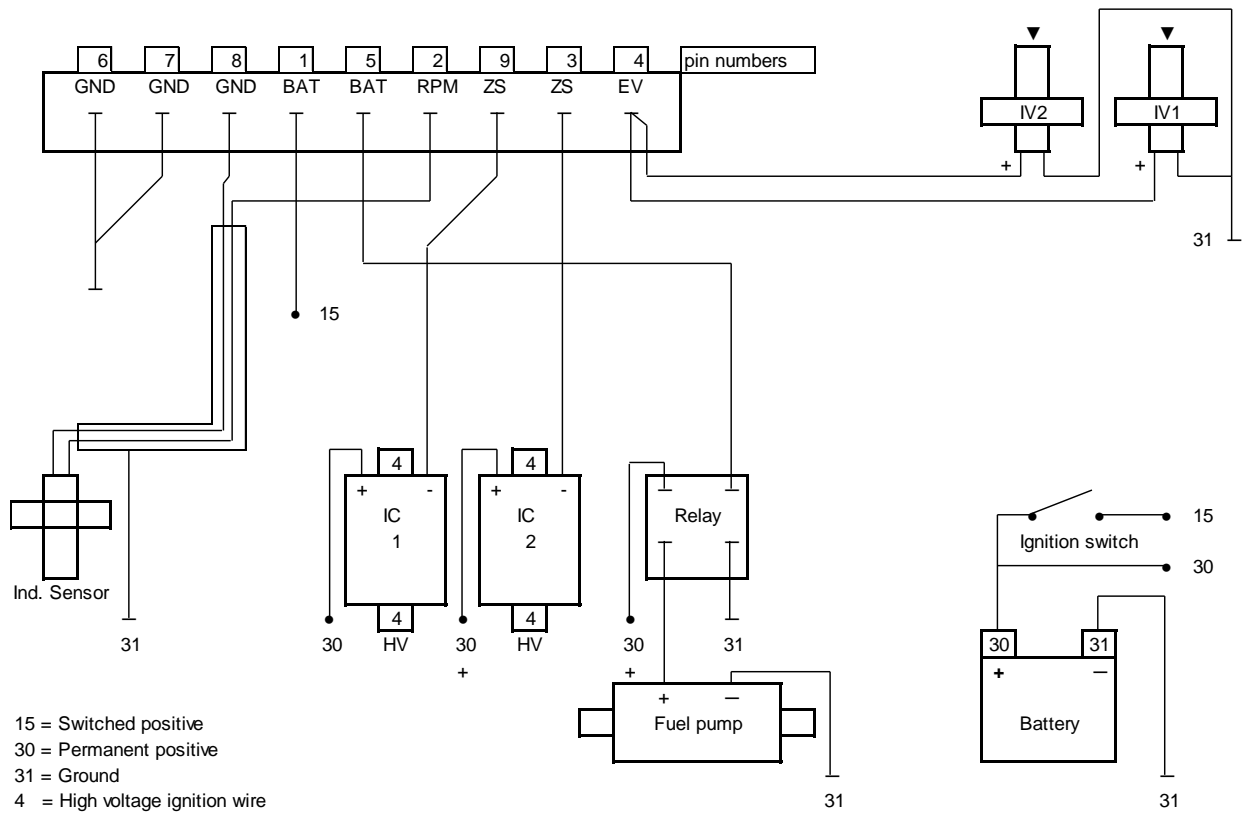 6 7 8 1 5 2 9 3 4 pin numbers
GND GND GND BAT BAT RPM ZS ZS EV
▼ ▼
IV2 IV1
+ +
31
15
4 4
+ - + -
IC IC Relay
1 2
15
Ignition switch
30
Ind. Sensor
4 4
HV HV
31 30 30 30 31
+ +
30 31
+ −
Battery
+ −
Fuel pump
15 = Switched positive
30 = Permanent positive
31 = Ground
4 = High voltage ignition wire
31 31